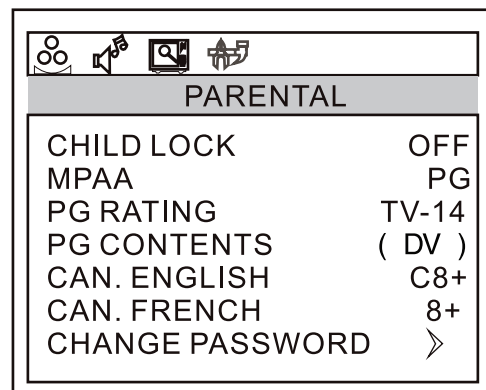 PARENTAL
CHILD LOCK OFF
MPAA PG
PG RATING TV-14
PG CONTENTS ( DV )
CAN. ENGLISH C8+
CAN. FRENCH 8+
CHANGE PASSWORD